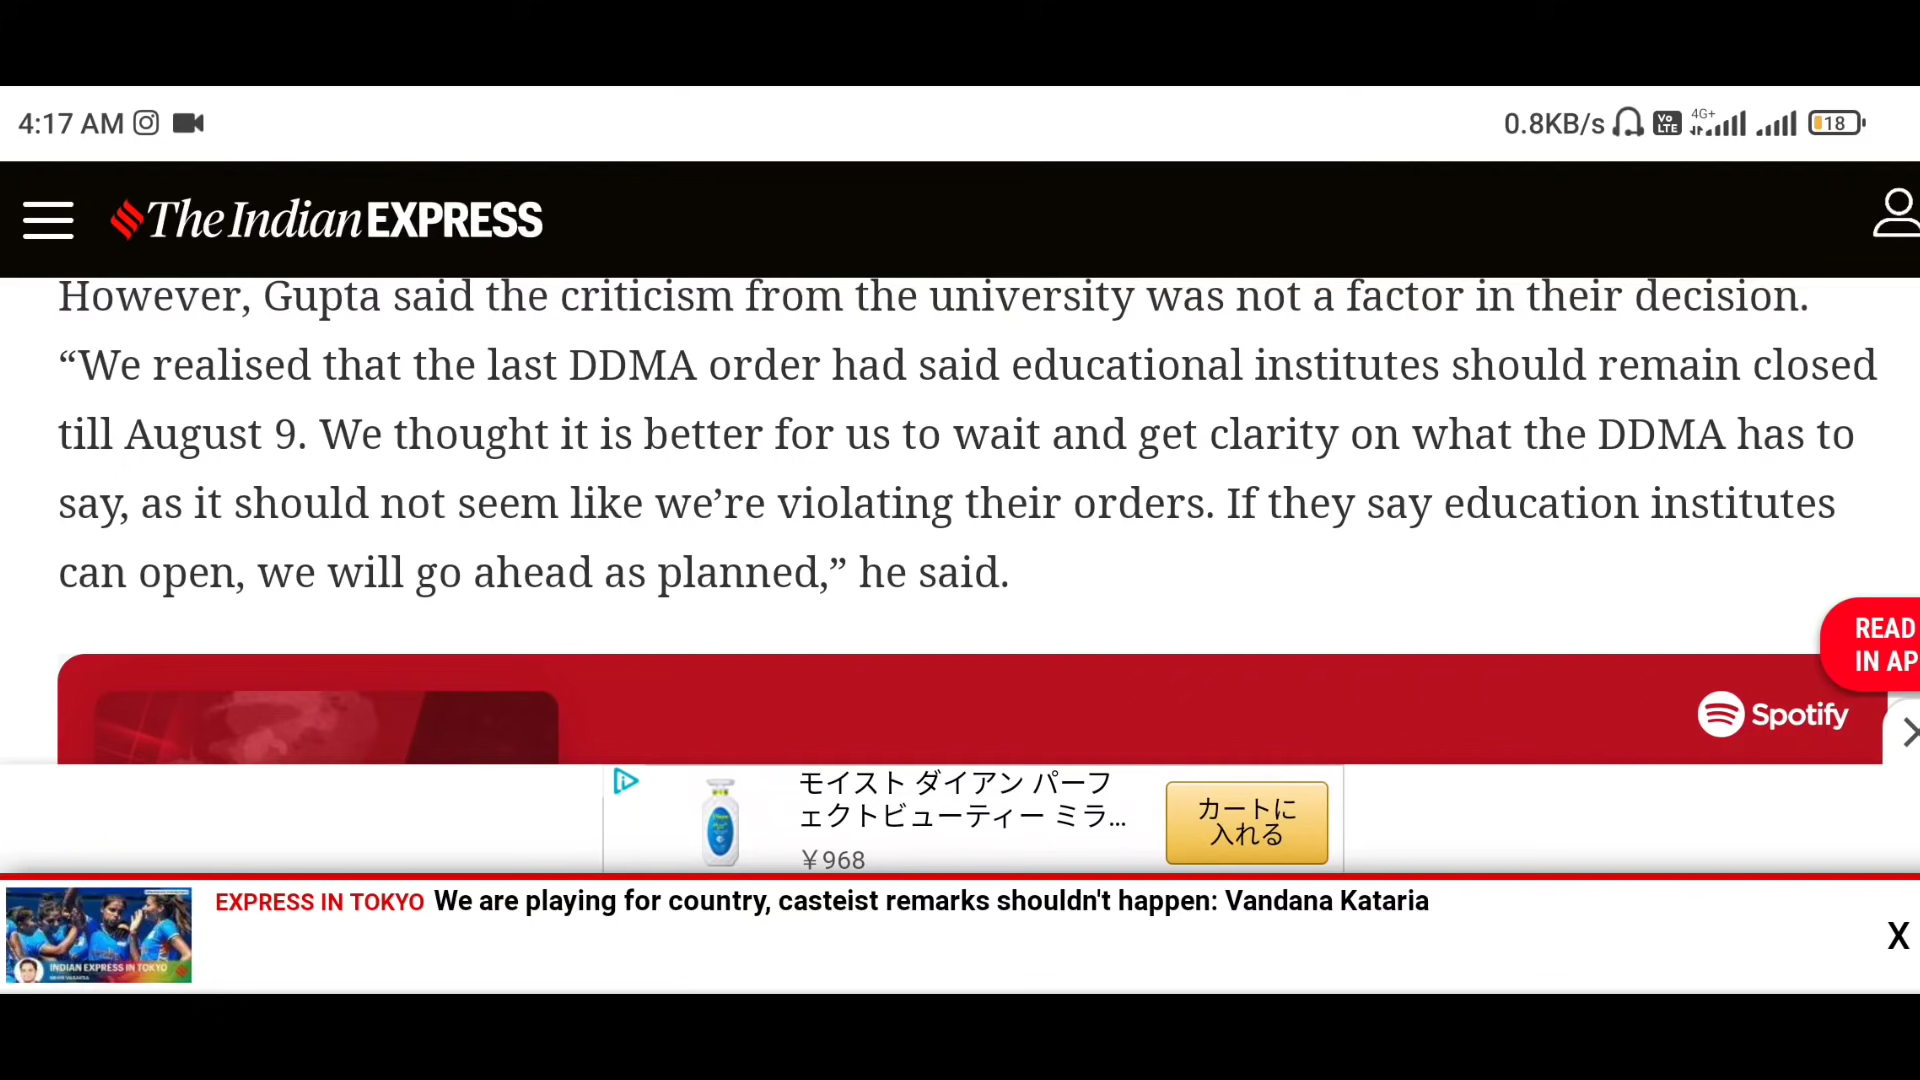 4:17 AM
0.8KB/s Vo LTE 4G+ 18
The Indian EXPRESS
However, Gupta said the criticism from the university was not a factor in their decision.
“We realised that the last DDMA order had said educational institutes should remain closed
till August 9. We thought it is better for us to wait and get clarity on what the DDMA has to
say, as it should not seem like we’re violating their orders. If they say education institutes
can open, we will go ahead as planned,” he said.
READ
IN AP
Spotify
モイスト ダイアン パーフ
ェクトビューティー ミラ...
¥968
カートに
入れる
EXPRESS IN TOKYO We are playing for country, casteist remarks shouldn't happen: Vandana Kataria
X
INDIAN EXPRESS IN TOKYO